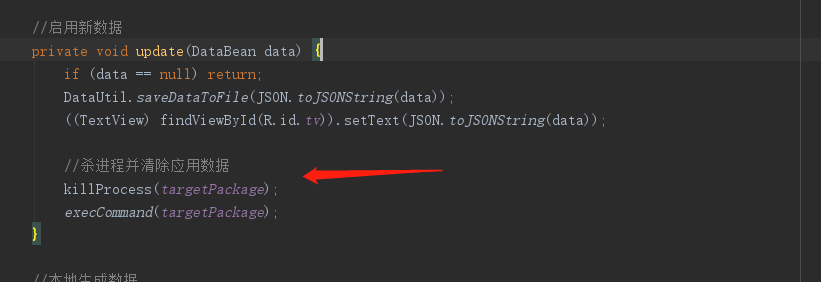 //启用新数据
private void update(DataBean data) {
if (data == null) return;
DataUtil.saveDataToFile(JSON.toJSONString(data));
((TextView) findViewById(R.id.tv)).setText(JSON.toJSONString(data));
//杀进程并清除应用数据
killProcess(targetPackage);
execCommand(targetPackage);
}
//本地生成数据